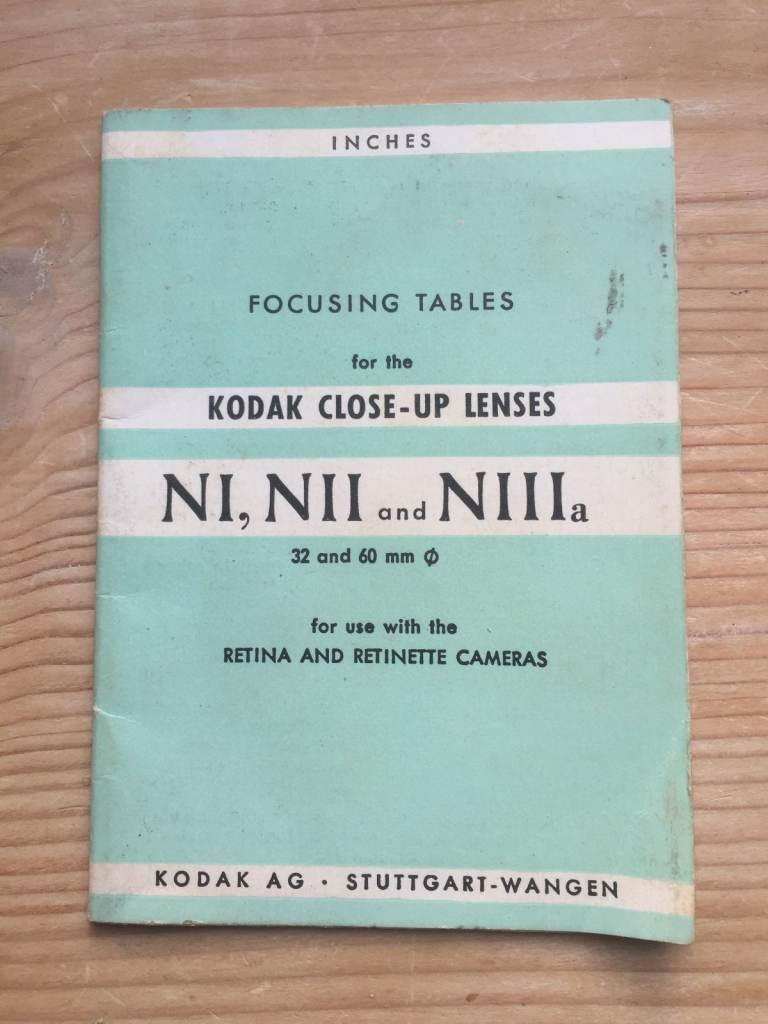 INCHES
FOCUSING TABLES
for the
KODAK CLOSE-UP LENSES
NI, NII and NIIIa
32 and 60 mm ϕ
for use with the
RETINA AND RETINETTE CAMERAS
KODAK AG · STUTTGART-WANGEN